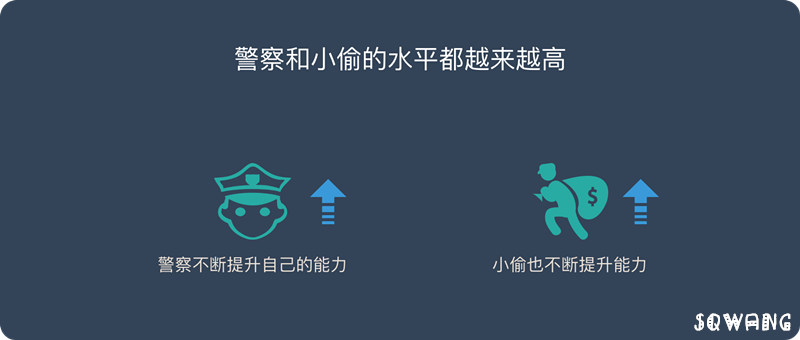 警察和小偷的水平都越来越高
$
警察不断提升自己的能力
小偷也不断提升能力